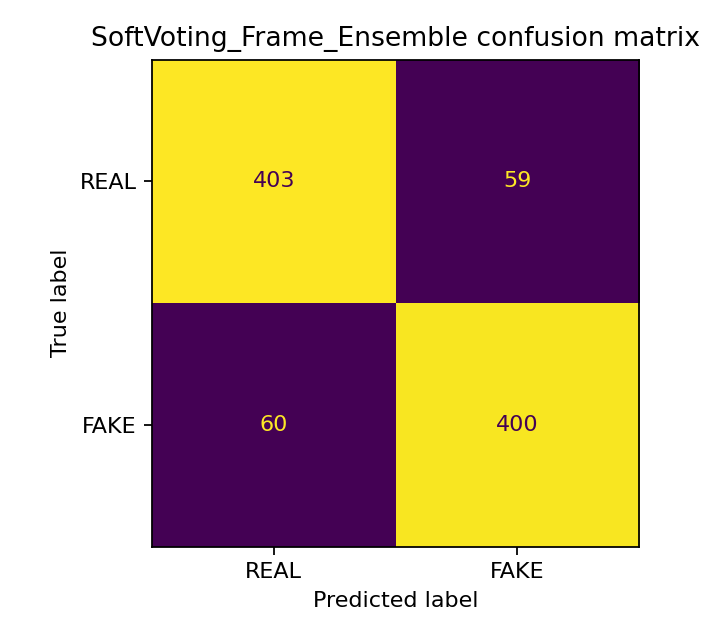 SoftVoting_Frame_Ensemble confusion matrix
True label
REAL
403
59
FAKE
60
400
REAL
FAKE
Predicted label